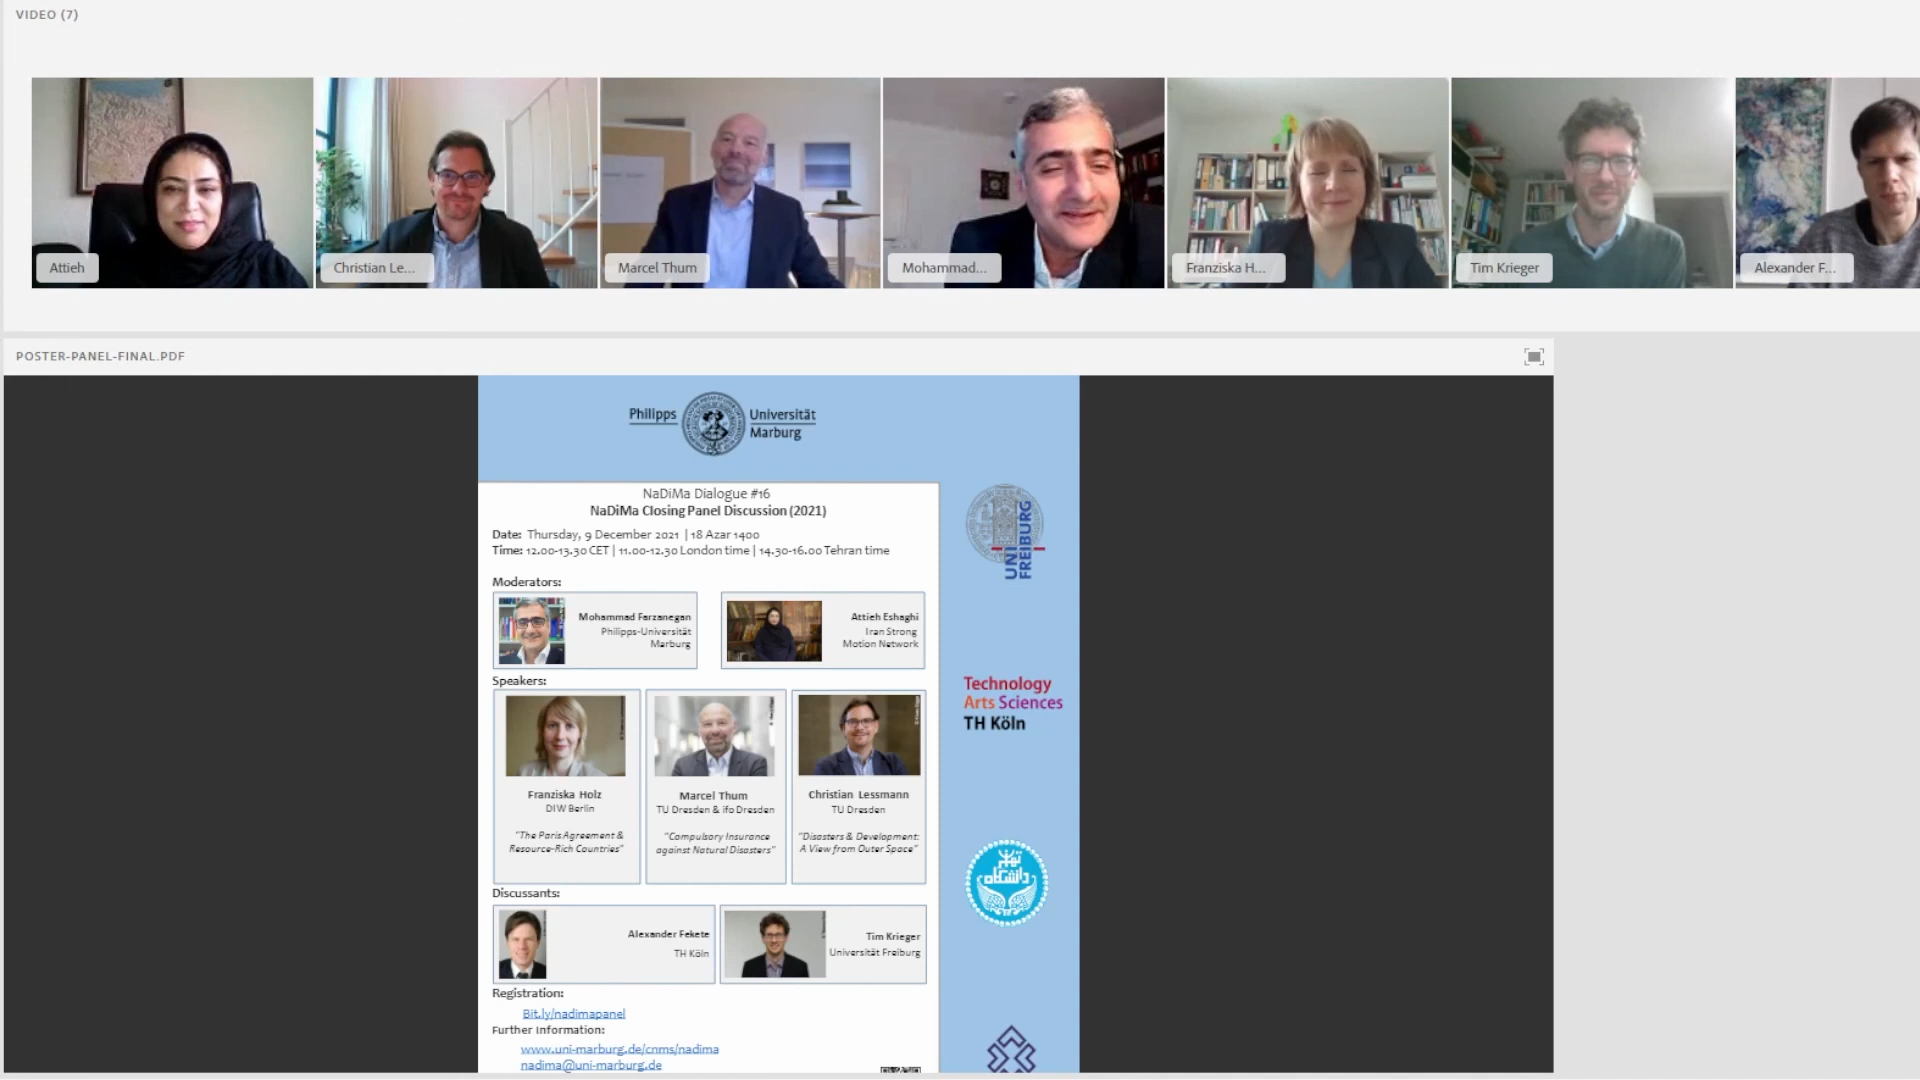 VIDEO (7)
Attieh
Christian Le...
Marcel Thum
Mohammad...
Franziska H...
Tim Krieger
Alexander F...
POSTER-PANEL-FINAL.PDF
Philipps Universität
Marburg
NaDiMa Dialogue #16
NaDiMa Closing Panel Discussion (2021)
Date: Thursday, 9 December 2021 | 18 Azar 1400
Time: 12.00-13.30 CET | 11.00-12.30 London time | 14.30-16.00 Tehran time
Moderators:
Mohammad Farzanegan
Philipps-Universität
Marburg
Attieh Eshaghi
Iran Strong
Motion Network
Speakers:
Franziska Holz
DIW Berlin
"The Paris Agreement &
Resource-Rich Countries"
Marcel Thum
TU Dresden & ifo Dresden
"Compulsory Insurance
against Natural Disasters"
Christian Lessmann
TU Dresden
"Disasters & Development:
A View from Outer Space"
Discussants:
Alexander Fekete
TH Köln
Tim Krieger
Universität Freiburg
Registration:
Bit.ly/nadimapanel
Further Information:
www.uni-marburg.de/cnms/nadima
nadima@uni-marburg.de
UNI
FREIBURG
Technology
Arts Sciences
TH Köln
دانشگاه
تهران